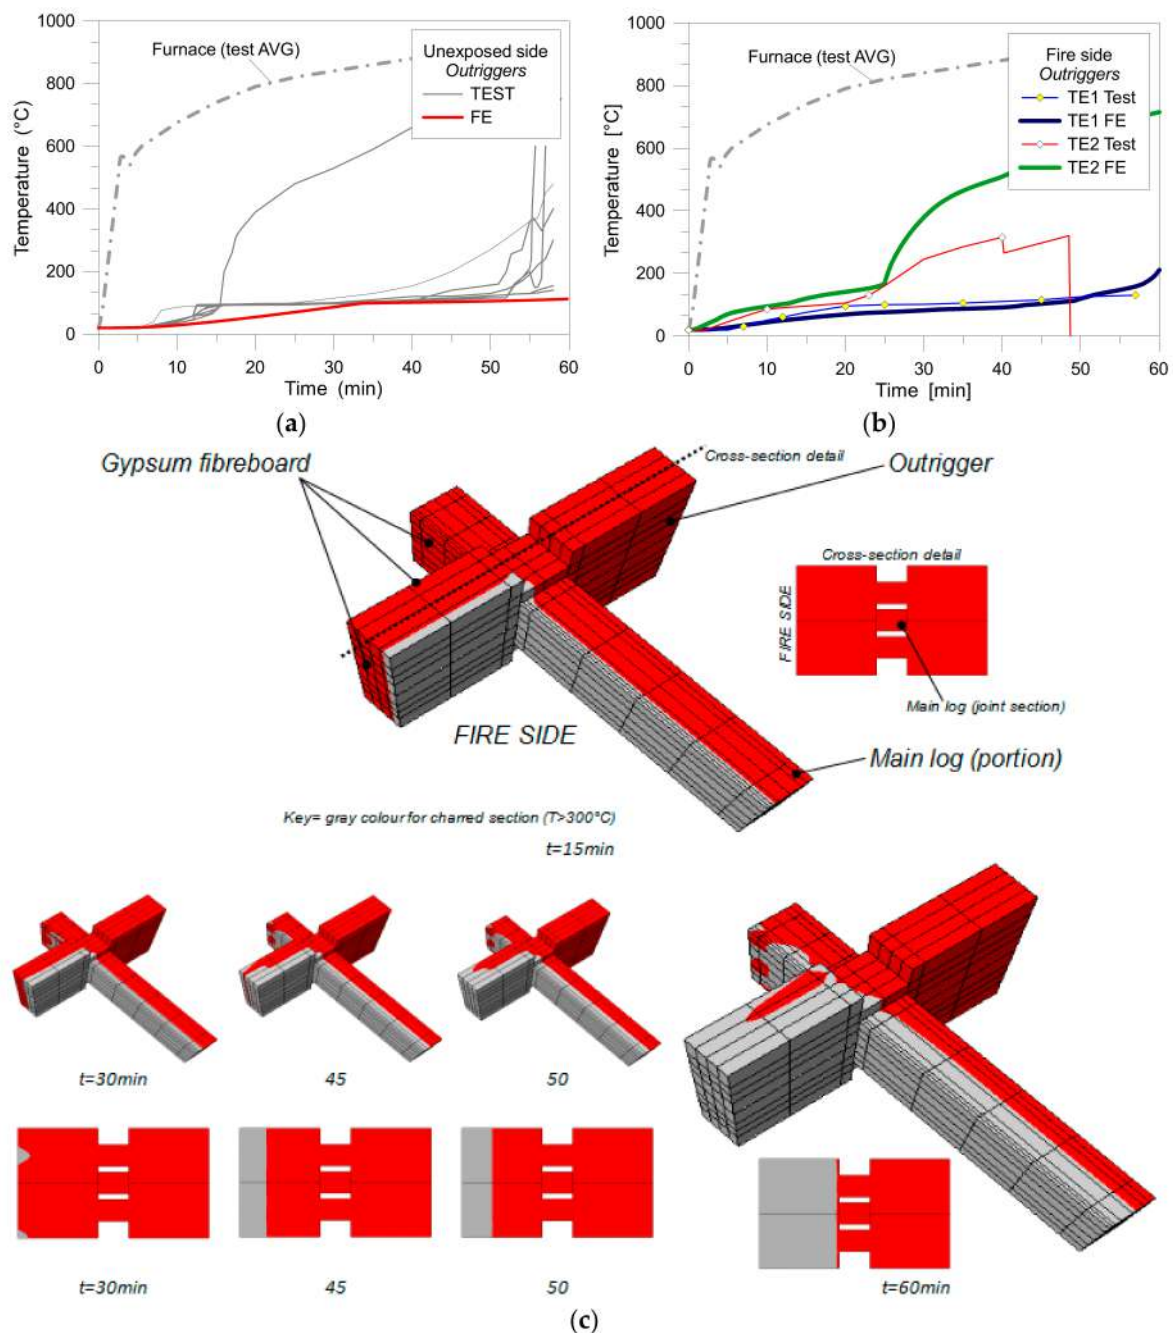 1000
800
600
400
200
0
Temperature (°C)
Furnace (test AVG)
Unexposed side
Outriggers
TEST
FE
0 10 20 30 40 50 60
Time (min)
(a)
1000
800
600
400
200
0
Temperature [°C]
Furnace (test AVG)
Fire side
Outriggers
TE1 Test
TE1 FE
TE2 Test
TE2 FE
0 10 20 30 40 50 60
Time [min]
(b)
Gypsum fibreboard
Cross-section detail
Outrigger
Cross-section detail
FIRE SIDE
Main log (joint section)
FIRE SIDE
Main log (portion)
Key= gray colour for charred section (T>300°C)
t=15min
t=30min 45 50
t=30min 45 50 t=60min
(c)